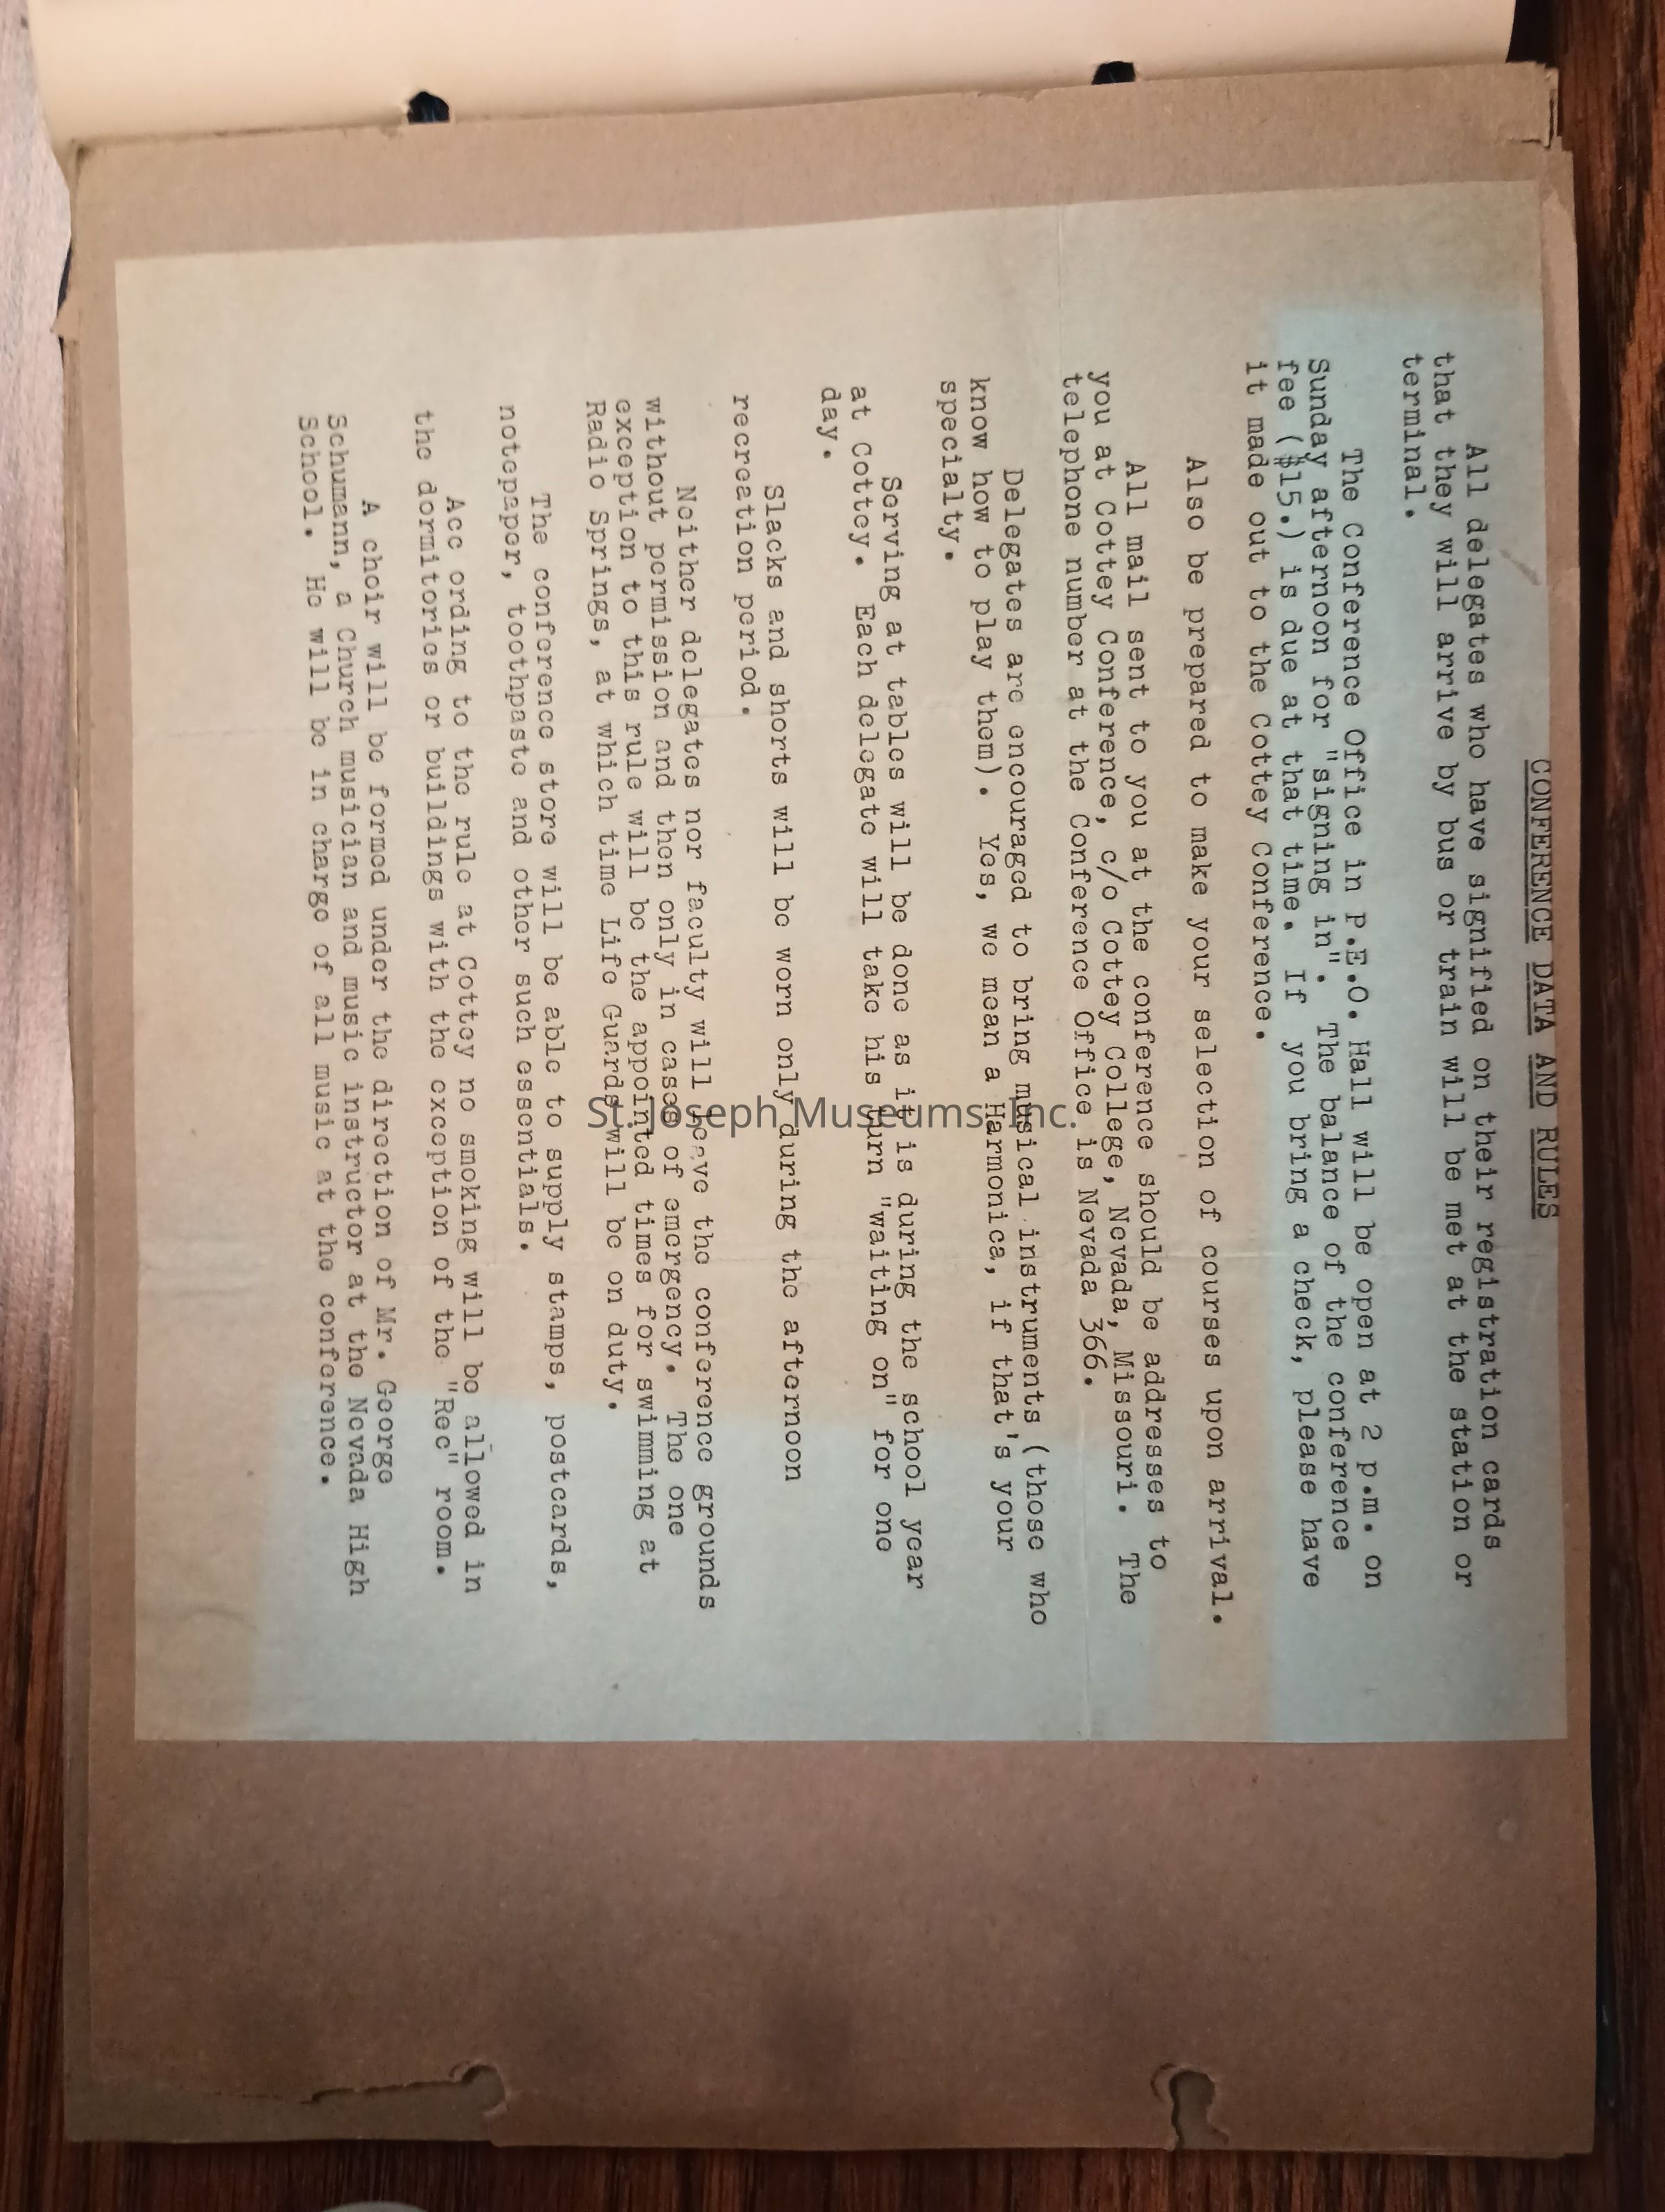 CONFERENCE DATA AND RULES
All delegates who have signified on their registration cards
that they will arrive by bus or train will be met at the station or
terminal.
The Conference Office in P.E.O. Hall will be open at 2 p.m. on
Sunday afternoon for "signing in". The balance of the conference
fee ($15.) is due at that time. If you bring a check, please have
it made out to the Cottey Conference.
Also be prepared to make your selection of courses upon arrival.
All mail sent to you at the conference should be addresses to
you at Cottey Conference, c/o Cottey College, Nevada, Missouri. The
telephone number at the Conference Office is Nevada 366.
Delegates are encouraged to bring musical instruments (those who
know how to play them). Yes, we mean a Harmonica, if that's your
specialty.
Serving at tables will be done as it is during the school year
at Cottey. Each delegate will take his turn "waiting on" for one
day.
Slacks and shorts will be worn only during the afternoon
recreation period.
Neither delegates nor faculty will leave the conference grounds
without permission and then only in cases of emergency. The one
exception to this rule will be the appointed times for swimming at
Radio Springs, at which time Life Guards will be on duty.
The conference store will be able to supply stamps, postcards,
notepaper, toothpaste and other such essentials.
Acc ording to the rule at Cottey no smoking will be allowed in
the dormitories or buildings with the exception of the "Rec" room.
A choir will be formed under the direction of Mr. George
Schumann, a Church musician and music instructor at the Nevada High
School. He will be in charge of all music at the conference.
St. Joseph Museums, Inc.